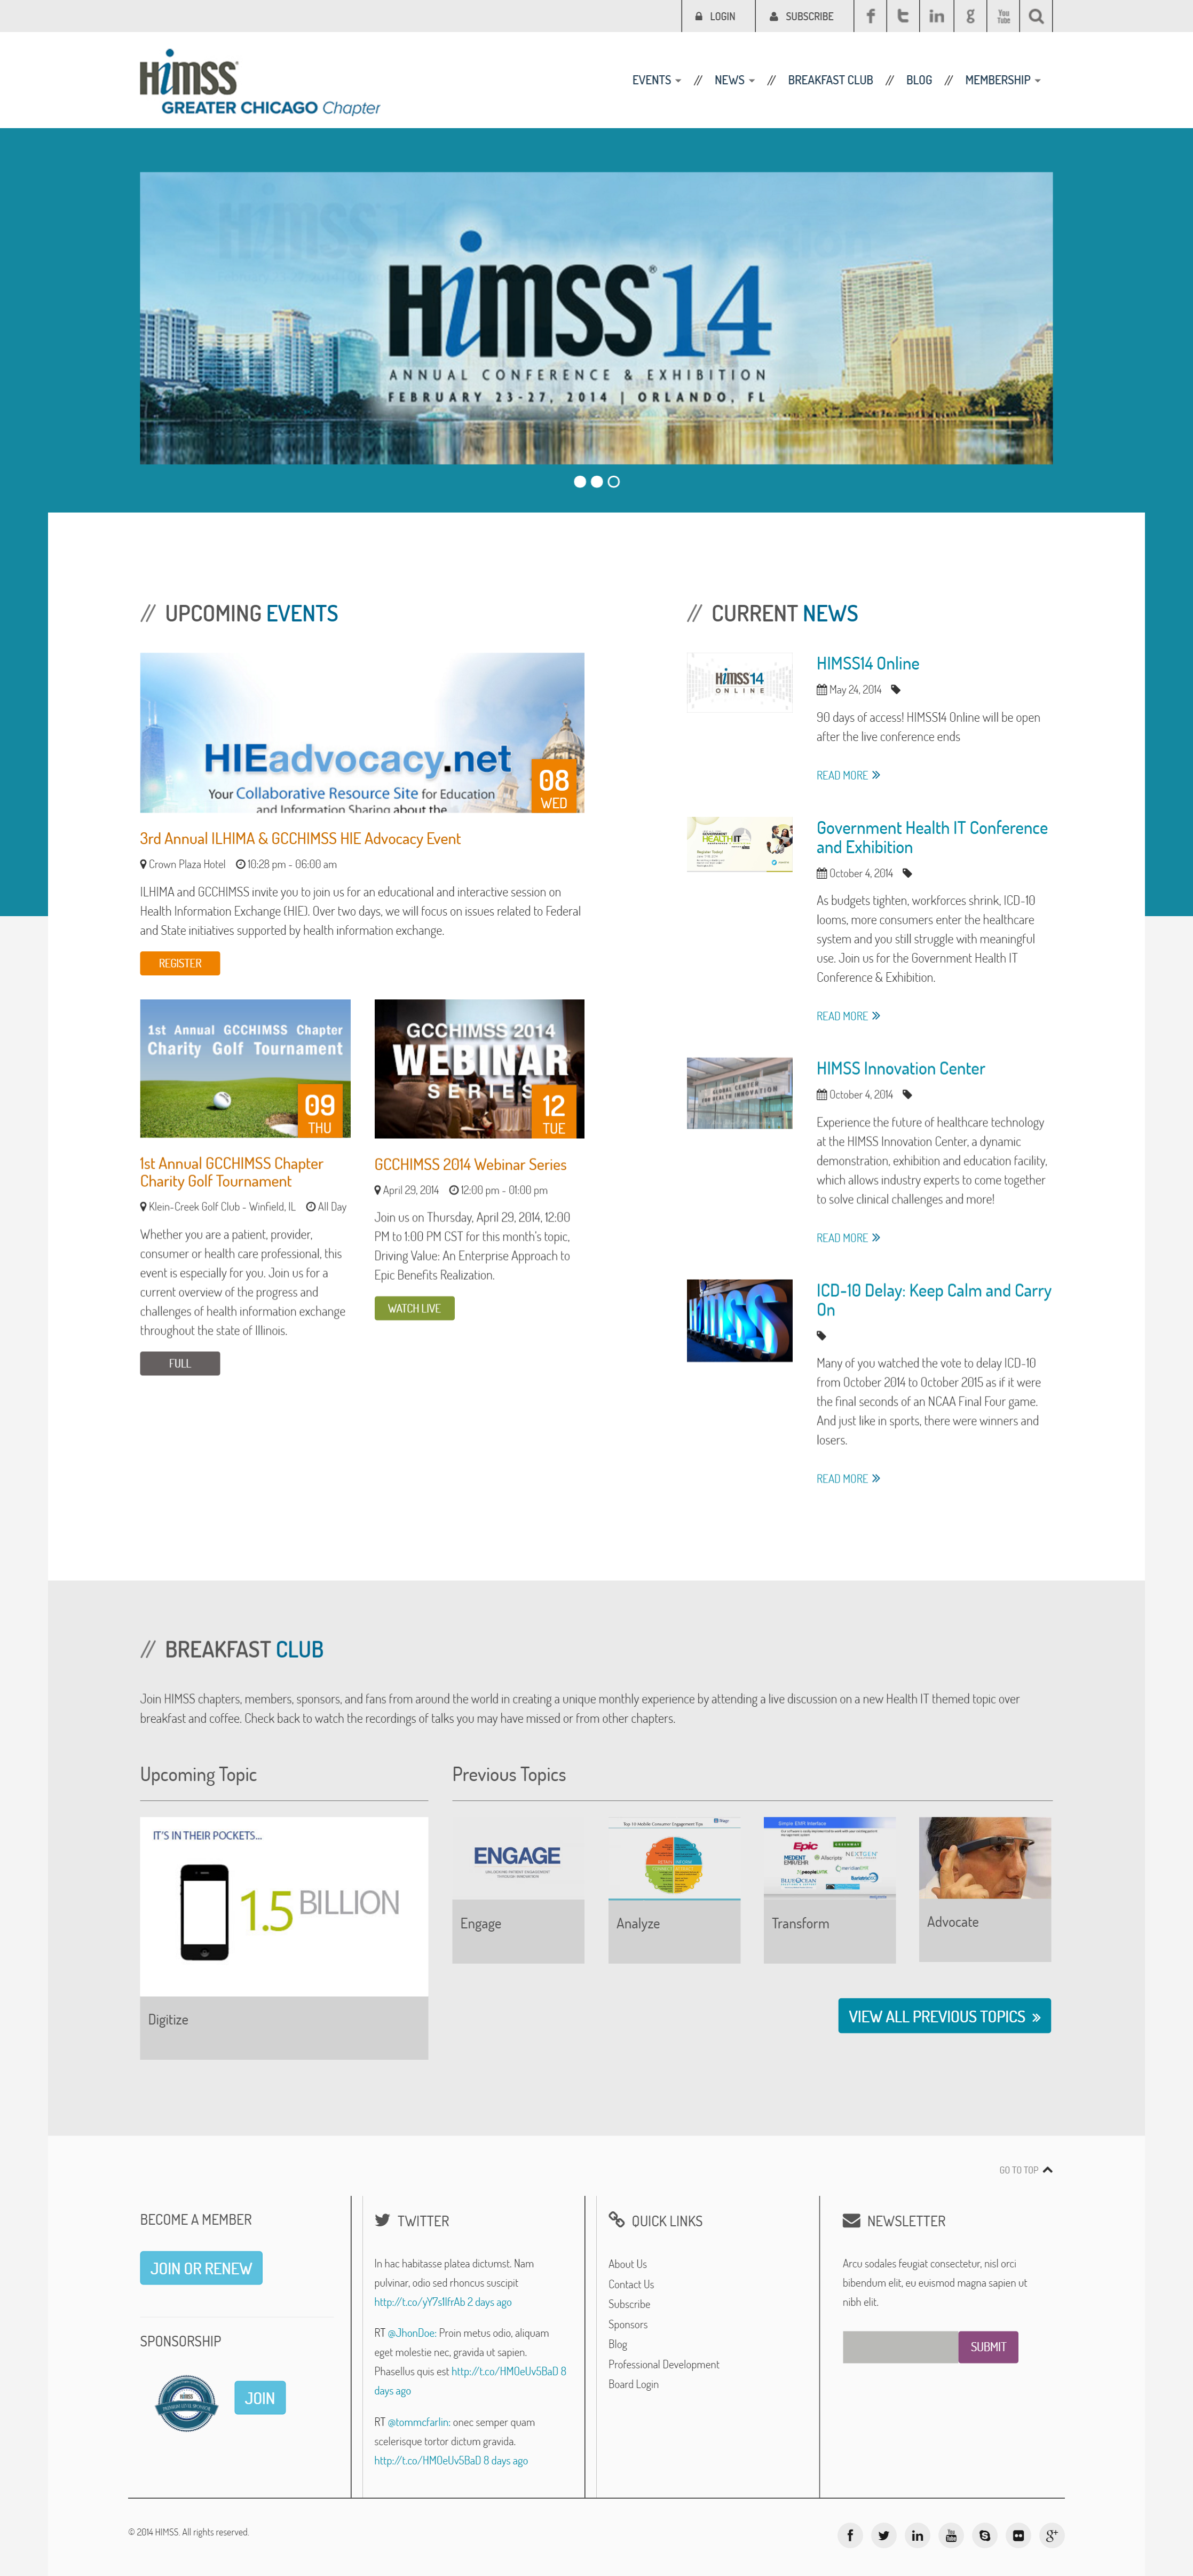 LOGIN
SUBSCRIBE
You Tube
HiMSS
GREATER CHICAGO Chapter
EVENTS // NEWS // BREAKFAST CLUB // BLOG // MEMBERSHIP
HiMSS®14
ANNUAL CONFERENCE & EXHIBITION
FEBRUARY 23-27, 2014 | ORLANDO, FL
// UPCOMING EVENTS
HIEadvocacy.net
Your Collaborative Resource Site for Education
and Information Sharing about the
08
WED
3rd Annual ILHIMA & GCCHIMSS HIE Advocacy Event
Crown Plaza Hotel 10:28 pm - 06:00 am
ILHIMA and GCCHIMSS invite you to join us for an educational and interactive session on
Health Information Exchange (HIE). Over two days, we will focus on issues related to Federal
and State initiatives supported by health information exchange.
REGISTER
1st Annual GCCHIMSS Chapter
Charity Golf Tournament
09
THU
1st Annual GCCHIMSS Chapter
Charity Golf Tournament
Klein-Creek Golf Club - Winfield, IL All Day
Whether you are a patient, provider,
consumer or health care professional, this
event is especially for you. Join us for a
current overview of the progress and
challenges of health information exchange
throughout the state of Illinois.
FULL
GCCHIMSS 2014
WEBINAR
SERIES
12
TUE
GCCHIMSS 2014 Webinar Series
April 29, 2014 12:00 pm - 01:00 pm
Join us on Thursday, April 29, 2014, 12:00
PM to 1:00 PM CST for this month's topic,
Driving Value: An Enterprise Approach to
Epic Benefits Realization.
WATCH LIVE
// CURRENT NEWS
HiMSS14
ONLINE
HIMSS14 Online
May 24, 2014
90 days of access! HIMSS14 Online will be open
after the live conference ends
READ MORE
HEALTH IT
Government Health IT Conference
and Exhibition
October 4, 2014
As budgets tighten, workforces shrink, ICD-10
looms, more consumers enter the healthcare
system and you still struggle with meaningful
use. Join us for the Government Health IT
Conference & Exhibition.
READ MORE
GLOBAL CENTER
FOR HEALTH INNOVATION
HIMSS Innovation Center
October 4, 2014
Experience the future of healthcare technology
at the HIMSS Innovation Center, a dynamic
demonstration, exhibition and education facility,
which allows industry experts to come together
to solve clinical challenges and more!
READ MORE
ICD-10 Delay: Keep Calm and Carry
On
Many of you watched the vote to delay ICD-10
from October 2014 to October 2015 as if it were
the final seconds of an NCAA Final Four game.
And just like in sports, there were winners and
losers.
READ MORE
// BREAKFAST CLUB
Join HIMSS chapters, members, sponsors, and fans from around the world in creating a unique monthly experience by attending a live discussion on a new Health IT themed topic over
breakfast and coffee. Check back to watch the recordings of talks you may have missed or from other chapters.
Upcoming Topic
IT'S IN THEIR POCKETS...
1.5 BILLION
Digitize
Previous Topics
ENGAGE
Engage
Top 10 Mobile Consumer Engagement Tips
Analyze
Simple EMR Interface
Epic
NEXTGEN
Allscripts
Transform
Advocate
VIEW ALL PREVIOUS TOPICS
GO TO TOP
BECOME A MEMBER
JOIN OR RENEW
SPONSORSHIP
JOIN
TWITTER
In hac habitasse platea dictumst. Nam
pulvinar, odio sed rhoncus suscipit
http://t.co/yY7s1IfrAb 2 days ago
RT @JhonDoe: Proin metus odio, aliquam
eget molestie nec, gravida ut sapien.
Phasellus quis est http://t.co/HMOeUv5BaD 8
days ago
RT @tommcfarlin: onec semper quam
scelerisque tortor dictum gravida.
http://t.co/HMOeUv5BaD 8 days ago
QUICK LINKS
About Us
Contact Us
Subscribe
Sponsors
Blog
Professional Development
Board Login
NEWSLETTER
Arcu sodales feugiat consectetur, nisl orci
bibendum elit, eu euismod magna sapien ut
nibh elit.
SUBMIT
© 2014 HIMSS. All rights reserved.